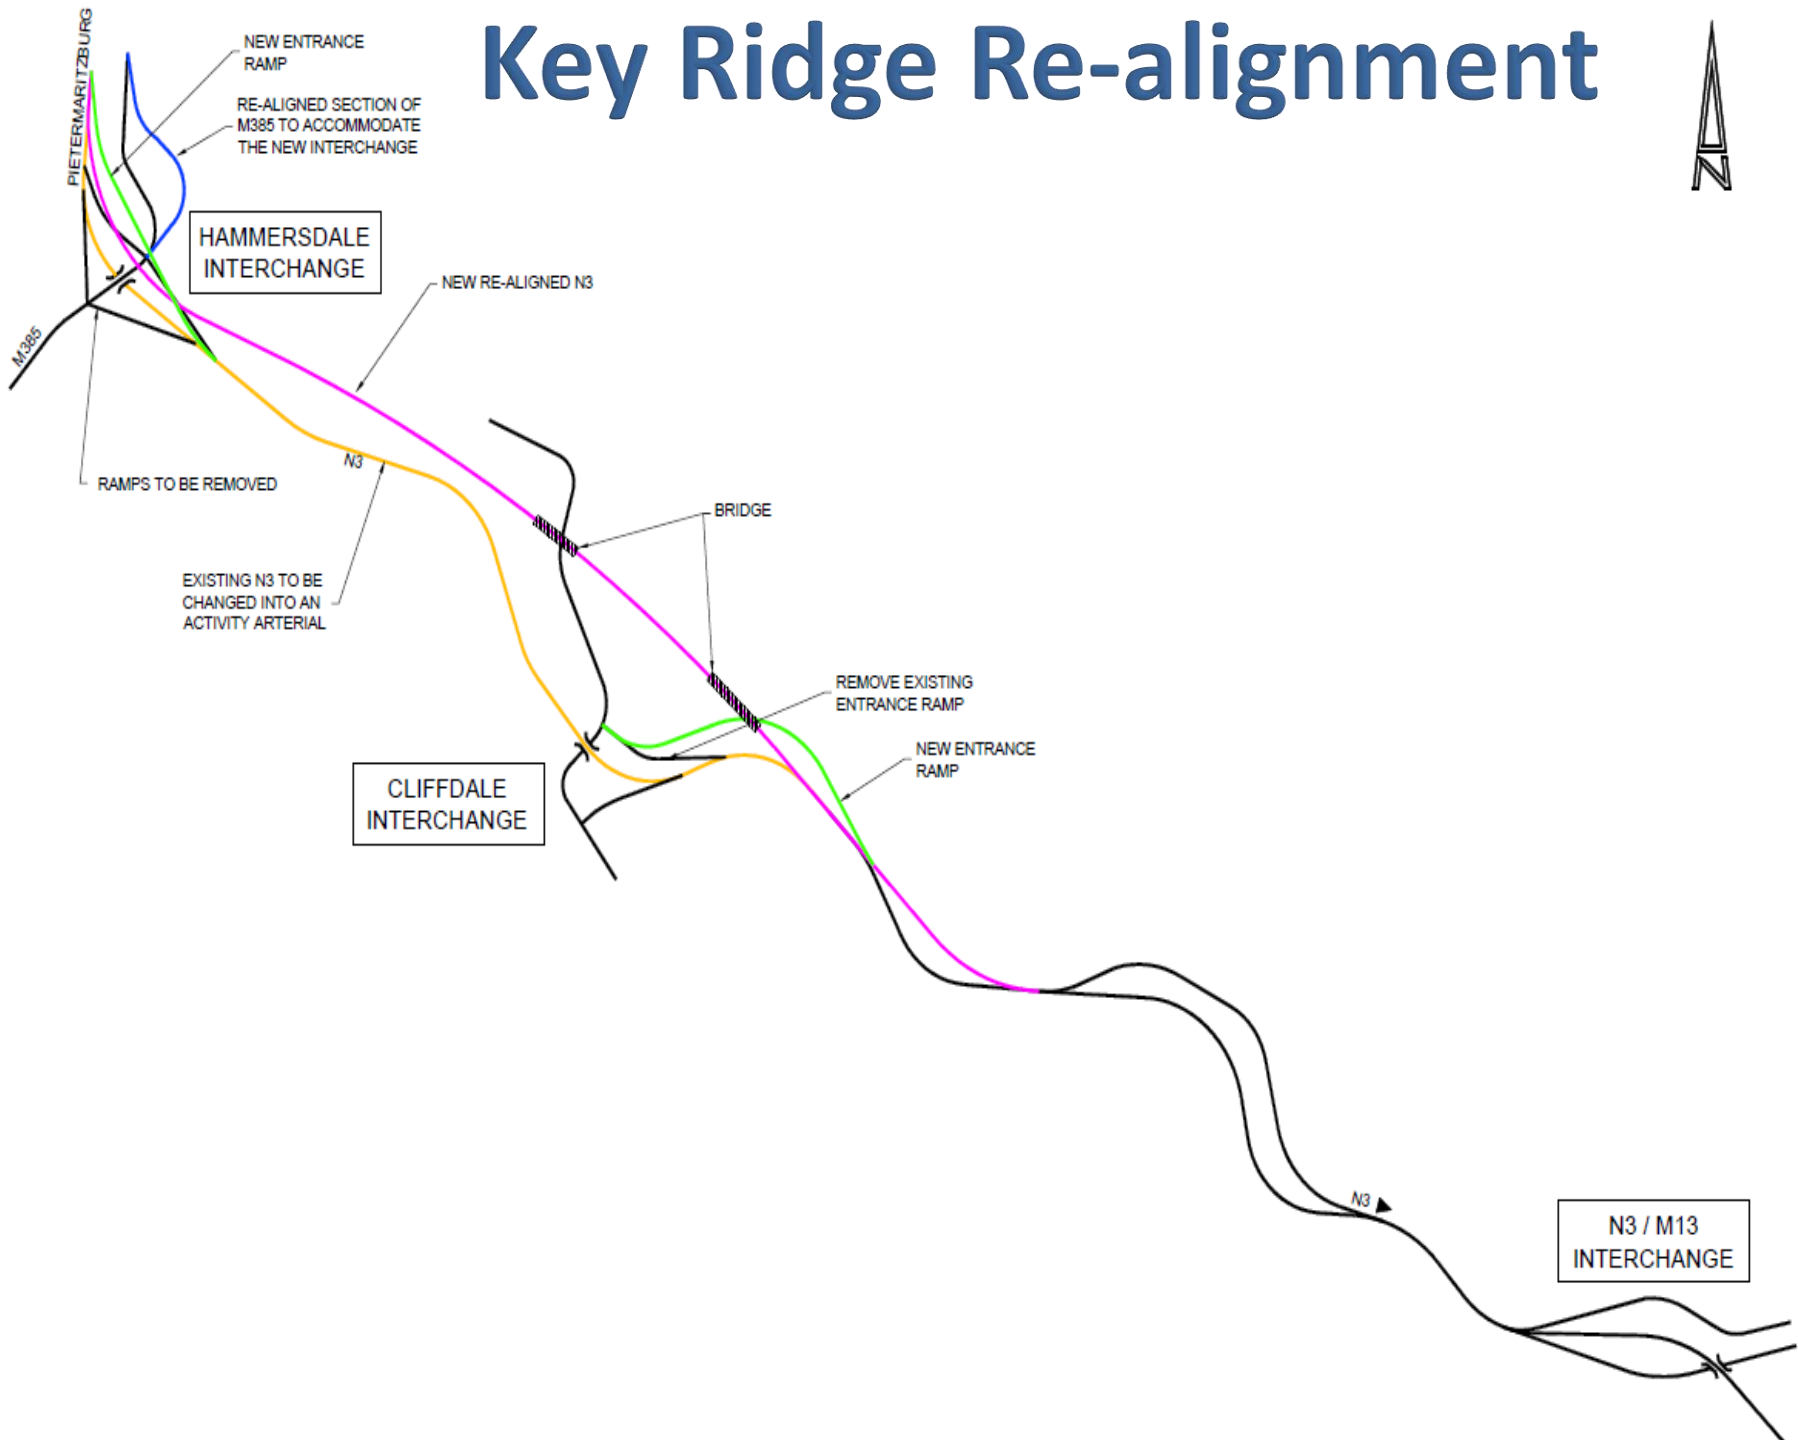 Key Ridge Re-alignment
PIETERMARITZBURG
NEW ENTRANCE
RAMP
RE-ALIGNED SECTION OF
M385 TO ACCOMMODATE
THE NEW INTERCHANGE
N
HAMMERSDALE
INTERCHANGE
NEW RE-ALIGNED N3
M385
N3
RAMPS TO BE REMOVED
BRIDGE
EXISTING N3 TO BE
CHANGED INTO AN
ACTIVITY ARTERIAL
REMOVE EXISTING
ENTRANCE RAMP
NEW ENTRANCE
RAMP
CLIFFDALE
INTERCHANGE
N3
N3 / M13
INTERCHANGE